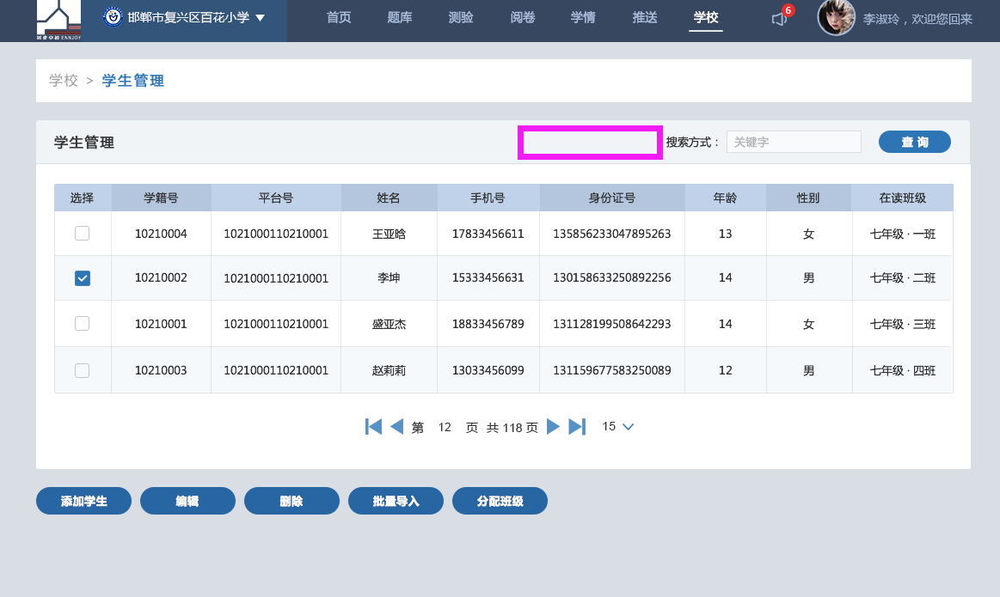 邯郸市复兴区百花小学 首页 题库 测验 阅卷 学情 推送 学校 6 李淑玲，欢迎您回来
国衡卓越 ENNJOY
学校 > 学生管理
学生管理 搜索方式： 关键字 查询
选择 学籍号 平台号 姓名 手机号 身份证号 年龄 性别 在读班级
10210004 1021000110210001 王亚晗 17833456611 135856233047895263 13 女 七年级·一班
10210002 1021000110210001 李坤 15333456631 130158633250892256 14 男 七年级·二班
10210001 1021000110210001 盛亚杰 18833456789 131128199508642293 14 女 七年级·三班
10210003 1021000110210001 赵莉莉 13033456099 131159677583250089 12 男 七年级·四班
第 12 页 共 118 页 15
添加学生 编辑 删除 批量导入 分配班级